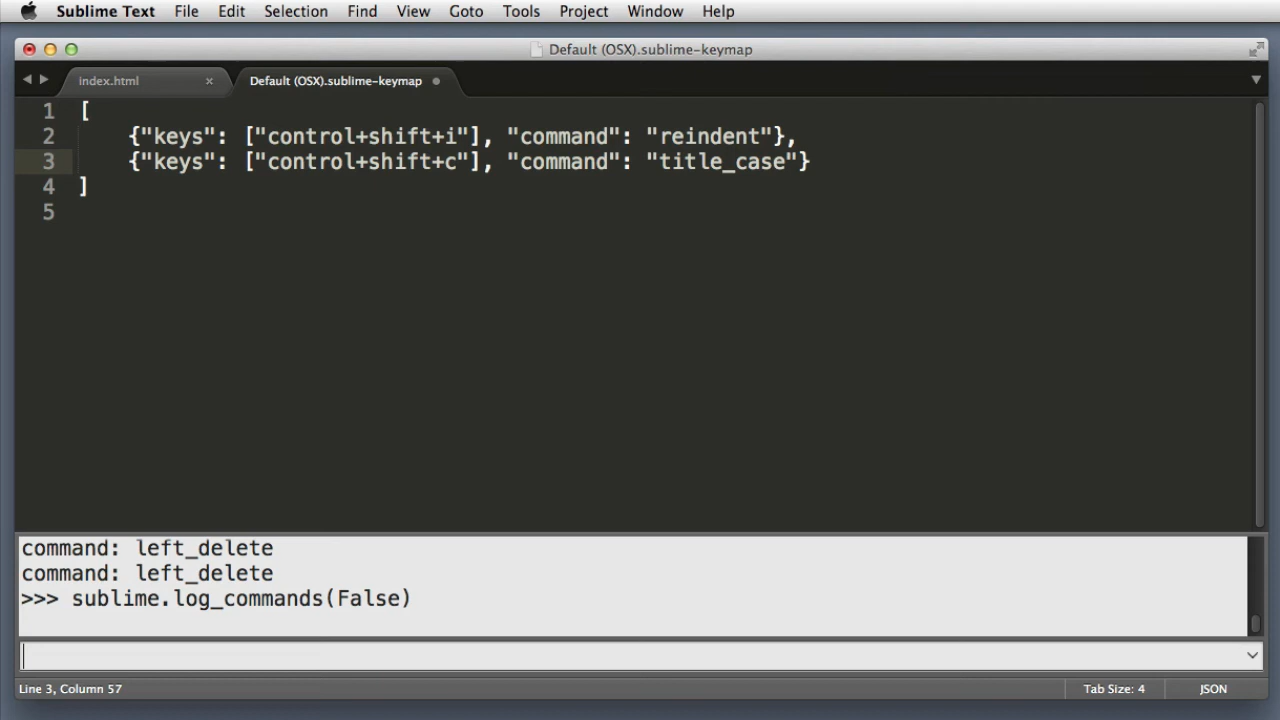 Sublime Text File Edit Selection Find View Goto Tools Project Window Help
Default (OSX).sublime-keymap
index.html × Default (OSX).sublime-keymap
1 [
2 {"keys": ["control+shift+i"], "command": "reindent"},
3 {"keys": ["control+shift+c"], "command": "title_case"}
4 ]
5
command: left_delete
command: left_delete
>>> sublime.log_commands(False)
Line 3, Column 57 Tab Size: 4 JSON